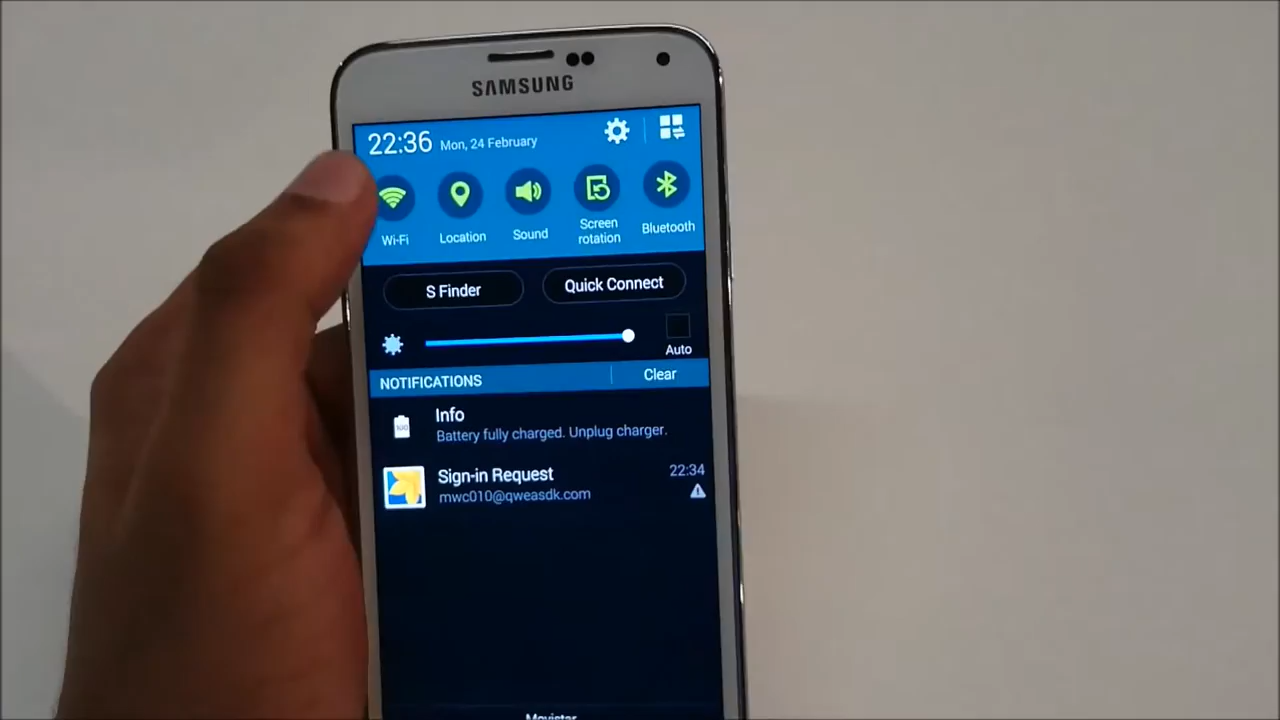 SAMSUNG
22:36 Mon, 24 February
Wi-Fi Location Sound Screen rotation Bluetooth
S Finder Quick Connect
Auto
NOTIFICATIONS Clear
Info
Battery fully charged. Unplug charger.
Sign-in Request 22:34
mwc010@qweasdk.com
Movistar